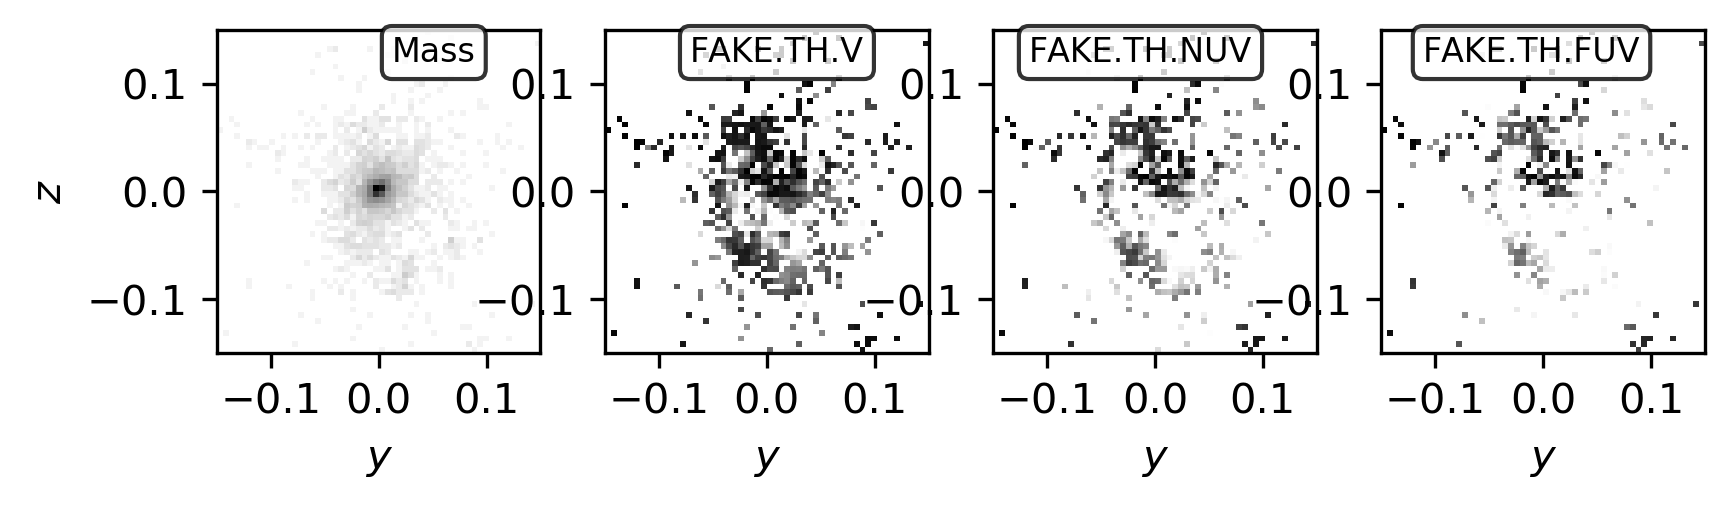 Mass
FAKE.TH.V
FAKE.TH.NUV
FAKE.TH.FUV
0.1 0.1 0.1 0.1
0.0 0.0 0.0 0.0
−0.1 −0.1 −0.1 −0.1
z
−0.1 0.0 0.1 −0.1 0.0 0.1 −0.1 0.0 0.1 −0.1 0.0 0.1
y y y y